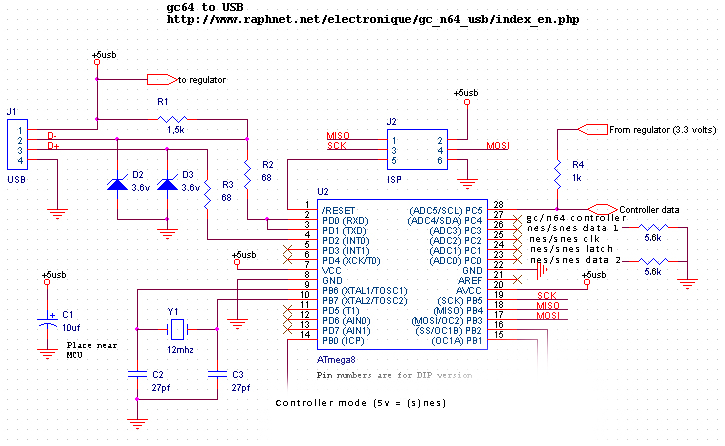 gc64 to USB
http://www.raphnet.net/electronique/gc_n64_usb/index_en.php
+5usb
to regulator
R1
1,5k
J1
1
2
3
4
USB
D-
D+
D2
3.6v
D3
3.6v
R3
68
R2
68
J2
+5usb
MISO
SCK
1
3
5
2
4
6
MOSI
ISP
From regulator (3.3 volts)
R4
1k
Controller data
gc/n64 controller
nes/snes data 1
nes/snes clk
nes/snes latch
nes/snes data 2
5.6k
5.6k
U2
1 /RESET (ADC5/SCL) PC5 28
2 PD0 (RXD) (ADC4/SDA) PC4 27
3 PD1 (TXD) (ADC3) PC3 26
4 PD2 (INT0) (ADC2) PC2 25
5 PD3 (INT1) (ADC1) PC1 24
6 PD4 (XCK/T0) (ADC0) PC0 23
7 VCC GND 22
8 GND AREF 21
9 PB6 (XTAL1/TOSC1) AVCC 20
10 PB7 (XTAL2/TOSC2) (SCK) PB5 19
11 PD5 (T1) (MISO) PB4 18
12 PD6 (AIN0) (MOSI/OC2) PB3 17
13 PD7 (AIN1) (SS/OC1B) PB2 16
14 PB0 (ICP) (OC1A) PB1 15
ATmega8
Pin numbers are for DIP version
+5usb
+5usb
SCK
MISO
MOSI
+5usb
+
C1
10uf
Place near
MCU
Y1
12mhz
C2
27pf
C3
27pf
Controller mode (5v = (s)nes)